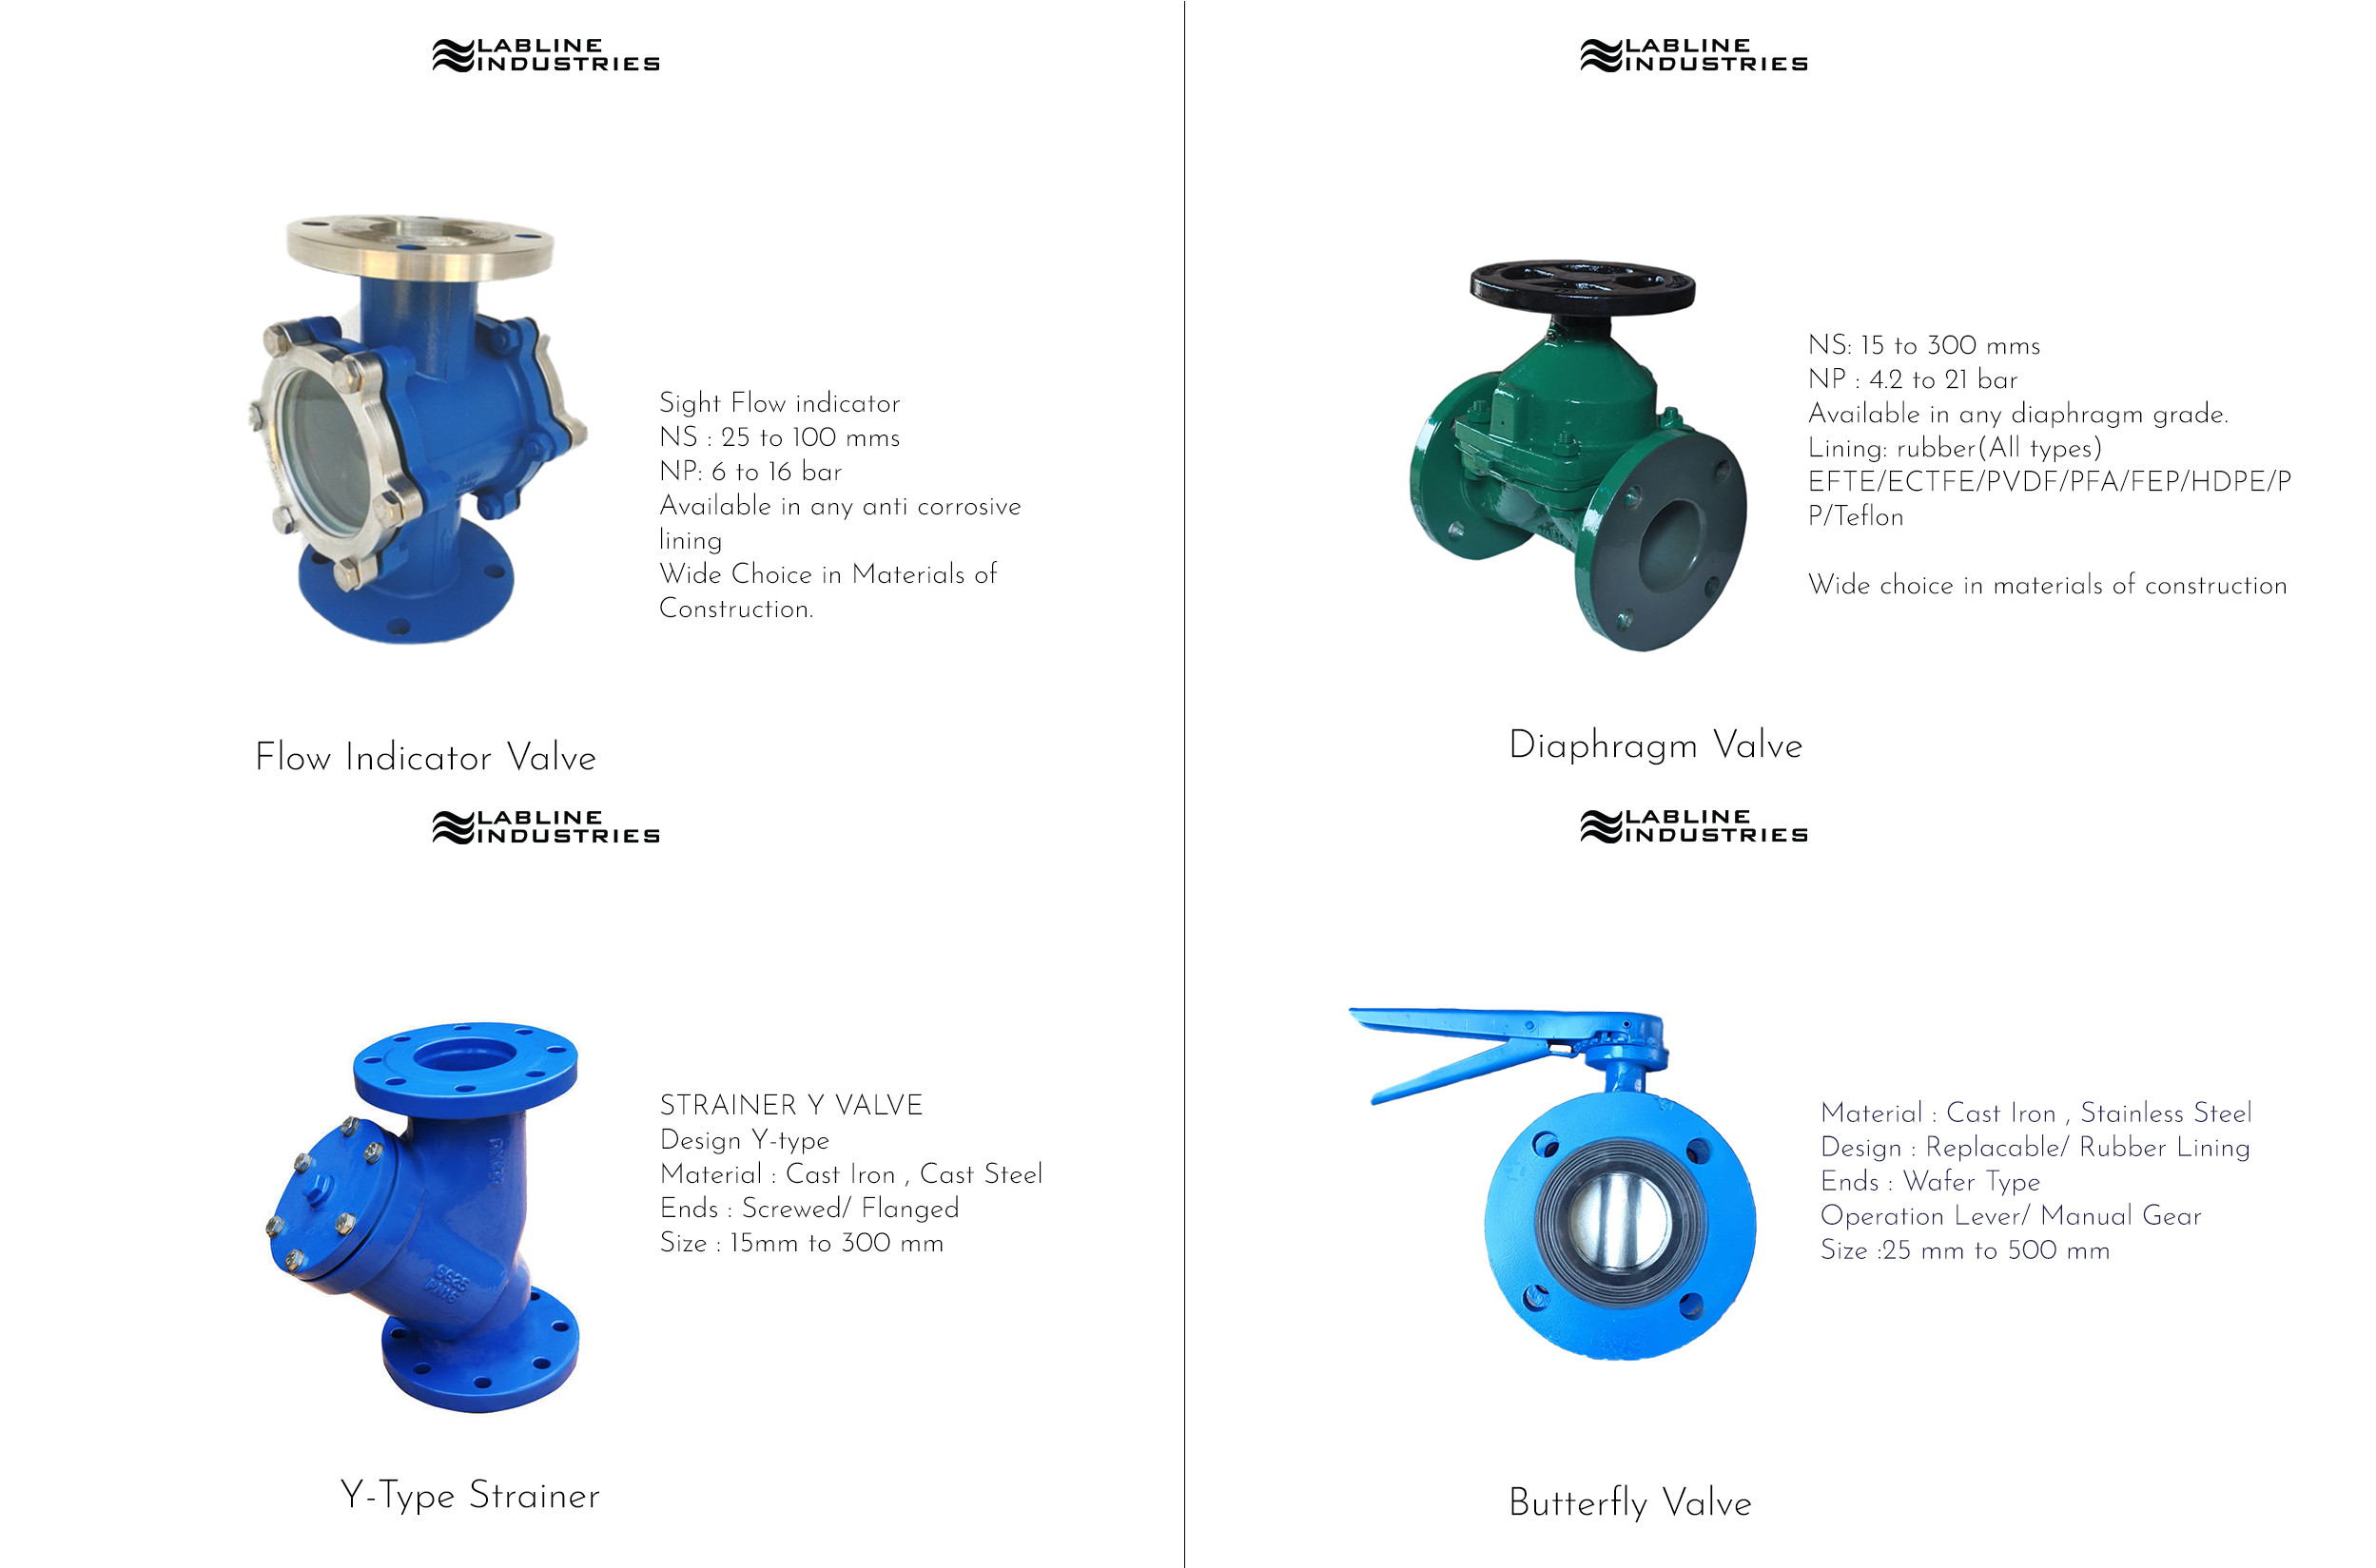 LABLINE
INDUSTRIES
Sight Flow indicator
NS : 25 to 100 mms
NP: 6 to 16 bar
Available in any anti corrosive
lining
Wide Choice in Materials of
Construction.
Flow Indicator Valve
LABLINE
INDUSTRIES
NS: 15 to 300 mms
NP : 4.2 to 21 bar
Available in any diaphragm grade.
Lining: rubber(All types)
EFTE/ECTFE/PVDF/PFA/FEP/HDPE/P
P/Teflon
Wide choice in materials of construction
Diaphragm Valve
LABLINE
INDUSTRIES
STRAINER Y VALVE
Design Y-type
Material : Cast Iron , Cast Steel
Ends : Screwed/ Flanged
Size : 15mm to 300 mm
GG25
Y-Type Strainer
LABLINE
INDUSTRIES
Material : Cast Iron , Stainless Steel
Design : Replacable/ Rubber Lining
Ends : Wafer Type
Operation Lever/ Manual Gear
Size :25 mm to 500 mm
Butterfly Valve